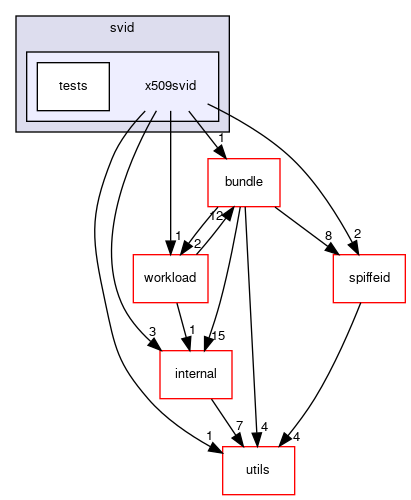 svid
tests
x509svid
1
bundle
12
1
2
8
2
workload
spiffeid
3
1
15
internal
1
7
4
4
utils